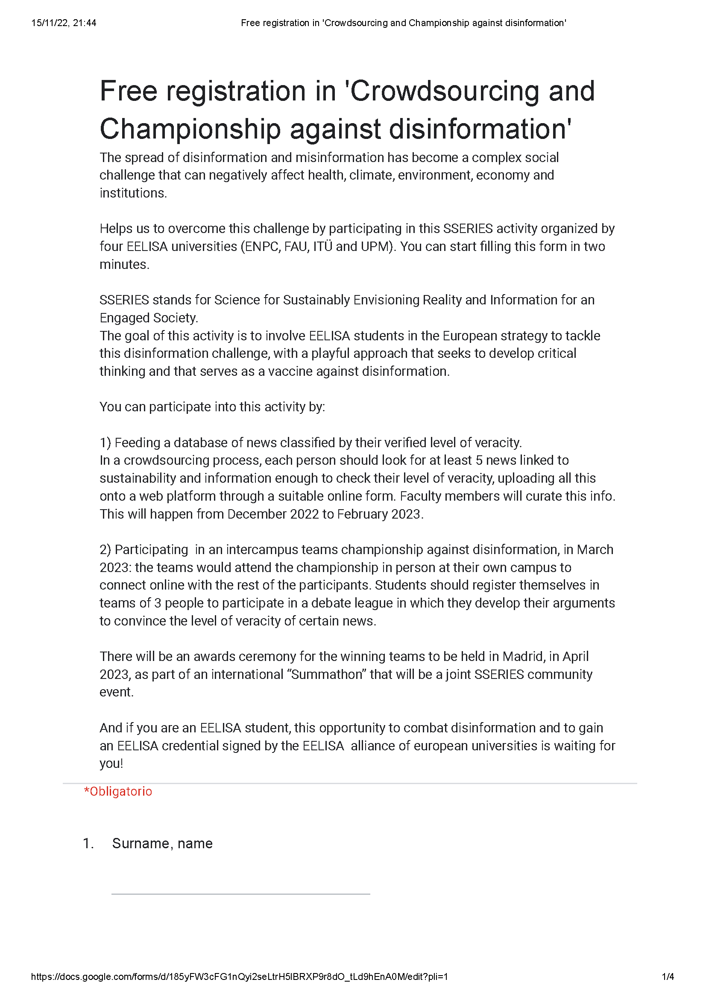 15/11/22, 21:44
Free registration in 'Crowdsourcing and Championship against disinformation'
Free registration in 'Crowdsourcing and
Championship against disinformation'
The spread of disinformation and misinformation has become a complex social
challenge that can negatively affect health, climate, environment, economy and
institutions.
Helps us to overcome this challenge by participating in this SSERIES activity organized by
four EELISA universities (ENPC, FAU, ITÜ and UPM). You can start filling this form in two
minutes.
SSERIES stands for Science for Sustainably Envisioning Reality and Information for an
Engaged Society.
The goal of this activity is to involve EELISA students in the European strategy to tackle
this disinformation challenge, with a playful approach that seeks to develop critical
thinking and that serves as a vaccine against disinformation.
You can participate into this activity by:
1) Feeding a database of news classified by their verified level of veracity.
In a crowdsourcing process, each person should look for at least 5 news linked to
sustainability and information enough to check their level of veracity, uploading all this
onto a web platform through a suitable online form. Faculty members will curate this info.
This will happen from December 2022 to February 2023.
2) Participating  in an intercampus teams championship against disinformation, in March
2023: the teams would attend the championship in person at their own campus to
connect online with the rest of the participants. Students should register themselves in
teams of 3 people to participate in a debate league in which they develop their arguments
to convince the level of veracity of certain news.
There will be an awards ceremony for the winning teams to be held in Madrid, in April
2023, as part of an international “Summathon” that will be a joint SSERIES community
event.
And if you are an EELISA student, this opportunity to combat disinformation and to gain
an EELISA credential signed by the EELISA  alliance of european universities is waiting for
you!
*Obligatorio
1. Surname, name
https://docs.google.com/forms/d/185yFW3cFG1nQyi2seLtrH5IBRXP9r8dO_tLd9hEnA0M/edit?pli=1
1/4